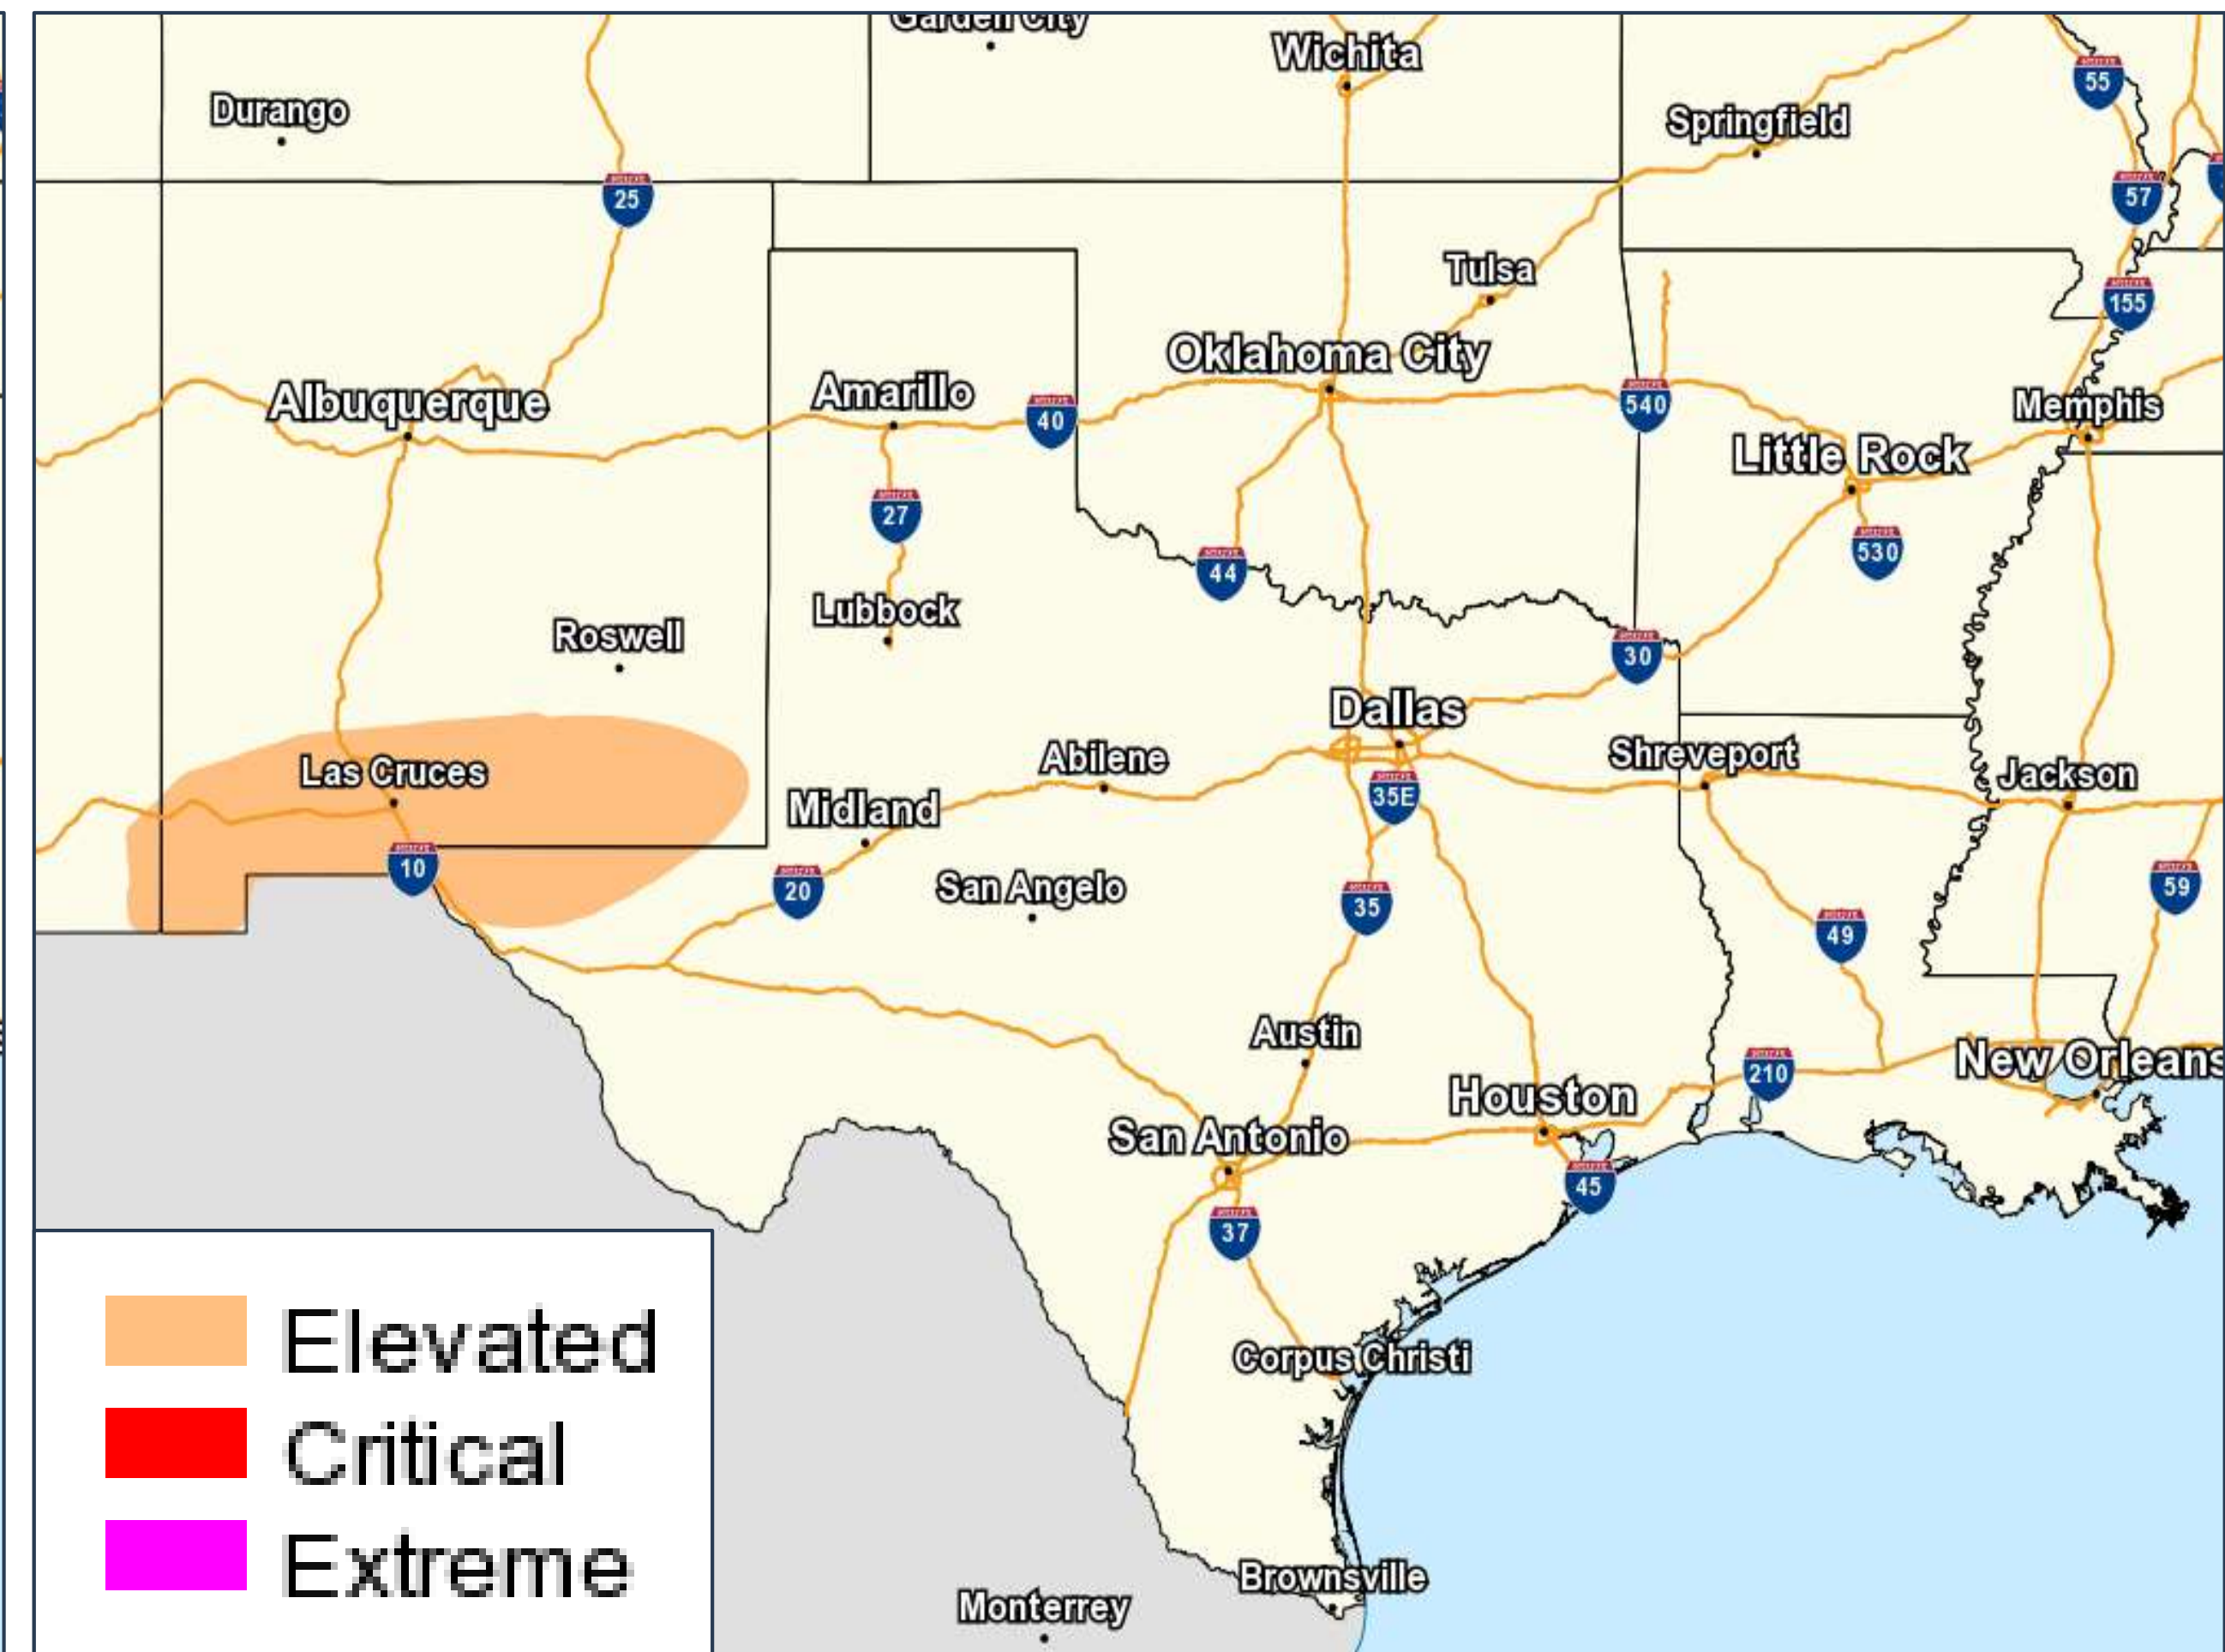 Garden City
Wichita
55
Durango
Springfield
25
57
Tulsa
155
Oklahoma City
Albuquerque
Amarillo
40
540
Memphis
Little Rock
27
530
44
Lubbock
Roswell
30
Dallas
Las Cruces
Abilene
Shreveport
Jackson
35E
Midland
10
20
San Angelo
35
59
49
Austin
New Orleans
210
Houston
San Antonio
45
37
Elevated
Corpus Christi
Critical
Extreme
Brownsville
Monterrey